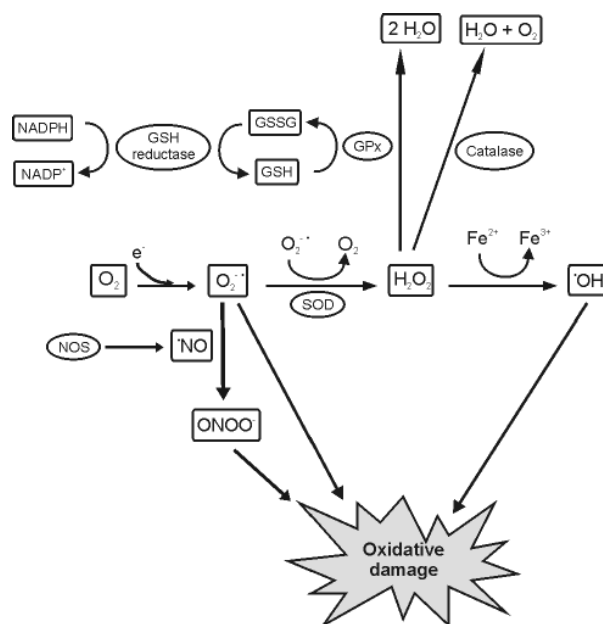 2 H₂O
H₂O + O₂
NADPH
GSH
reductase
GSSG
GPx
Catalase
NADP⁺
GSH
O₂
e⁻
O₂⁻•
O₂⁻•
O₂
SOD
H₂O₂
Fe²⁺
Fe³⁺
•OH
NOS
•NO
ONOO⁻
Oxidative
damage